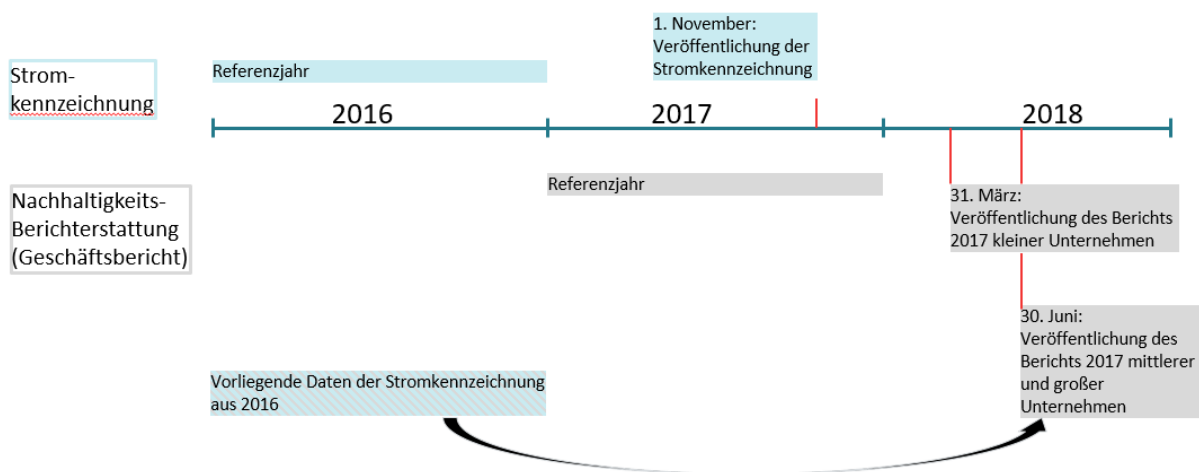 1. November:
Veröffentlichung der
Stromkennzeichnung
Strom-
kennzeichnung
Referenzjahr
2016
2017
2018
Nachhaltigkeits-
Berichterstattung
(Geschäftsbericht)
Referenzjahr
31. März:
Veröffentlichung des Berichts
2017 kleiner Unternehmen
30. Juni:
Veröffentlichung des
Berichts 2017 mittlerer
und großer
Unternehmen
Vorliegende Daten der Stromkennzeichnung
aus 2016